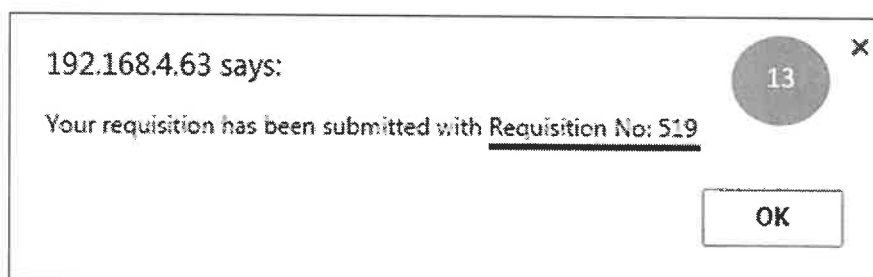 192.168.4.63 says:
13
×
Your requisition has been submitted with Requisition No: 519
OK